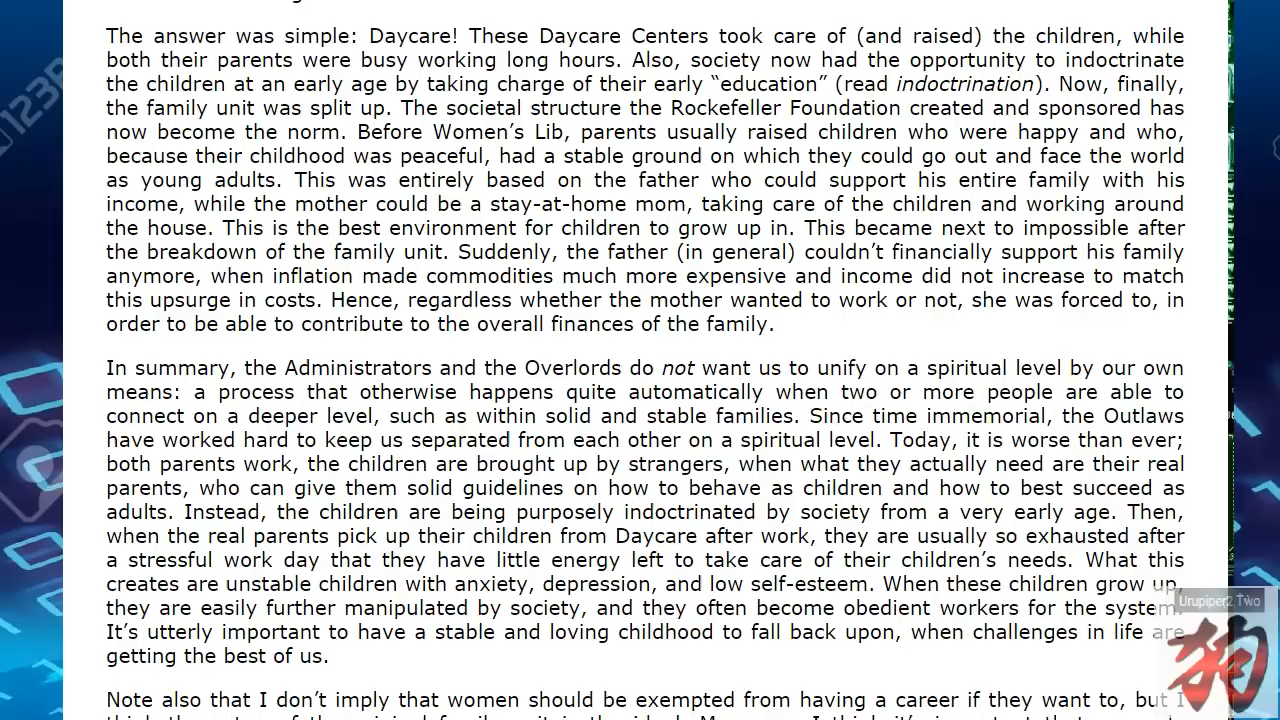 The answer was simple: Daycare! These Daycare Centers took care of (and raised) the children, while
both their parents were busy working long hours. Also, society now had the opportunity to indoctrinate
the children at an early age by taking charge of their early “education” (read indoctrination). Now, finally,
the family unit was split up. The societal structure the Rockefeller Foundation created and sponsored has
now become the norm. Before Women’s Lib, parents usually raised children who were happy and who,
because their childhood was peaceful, had a stable ground on which they could go out and face the world
as young adults. This was entirely based on the father who could support his entire family with his
income, while the mother could be a stay-at-home mom, taking care of the children and working around
the house. This is the best environment for children to grow up in. This became next to impossible after
the breakdown of the family unit. Suddenly, the father (in general) couldn’t financially support his family
anymore, when inflation made commodities much more expensive and income did not increase to match
this upsurge in costs. Hence, regardless whether the mother wanted to work or not, she was forced to, in
order to be able to contribute to the overall finances of the family.
In summary, the Administrators and the Overlords do not want us to unify on a spiritual level by our own
means: a process that otherwise happens quite automatically when two or more people are able to
connect on a deeper level, such as within solid and stable families. Since time immemorial, the Outlaws
have worked hard to keep us separated from each other on a spiritual level. Today, it is worse than ever;
both parents work, the children are brought up by strangers, when what they actually need are their real
parents, who can give them solid guidelines on how to behave as children and how to best succeed as
adults. Instead, the children are being purposely indoctrinated by society from a very early age. Then,
when the real parents pick up their children from Daycare after work, they are usually so exhausted after
a stressful work day that they have little energy left to take care of their children’s needs. What this
creates are unstable children with anxiety, depression, and low self-esteem. When these children grow up,
they are easily further manipulated by society, and they often become obedient workers for the system.
It’s utterly important to have a stable and loving childhood to fall back upon, when challenges in life are
getting the best of us.
Note also that I don’t imply that women should be exempted from having a career if they want to, but I
Urupiper2 Two
狗
123R